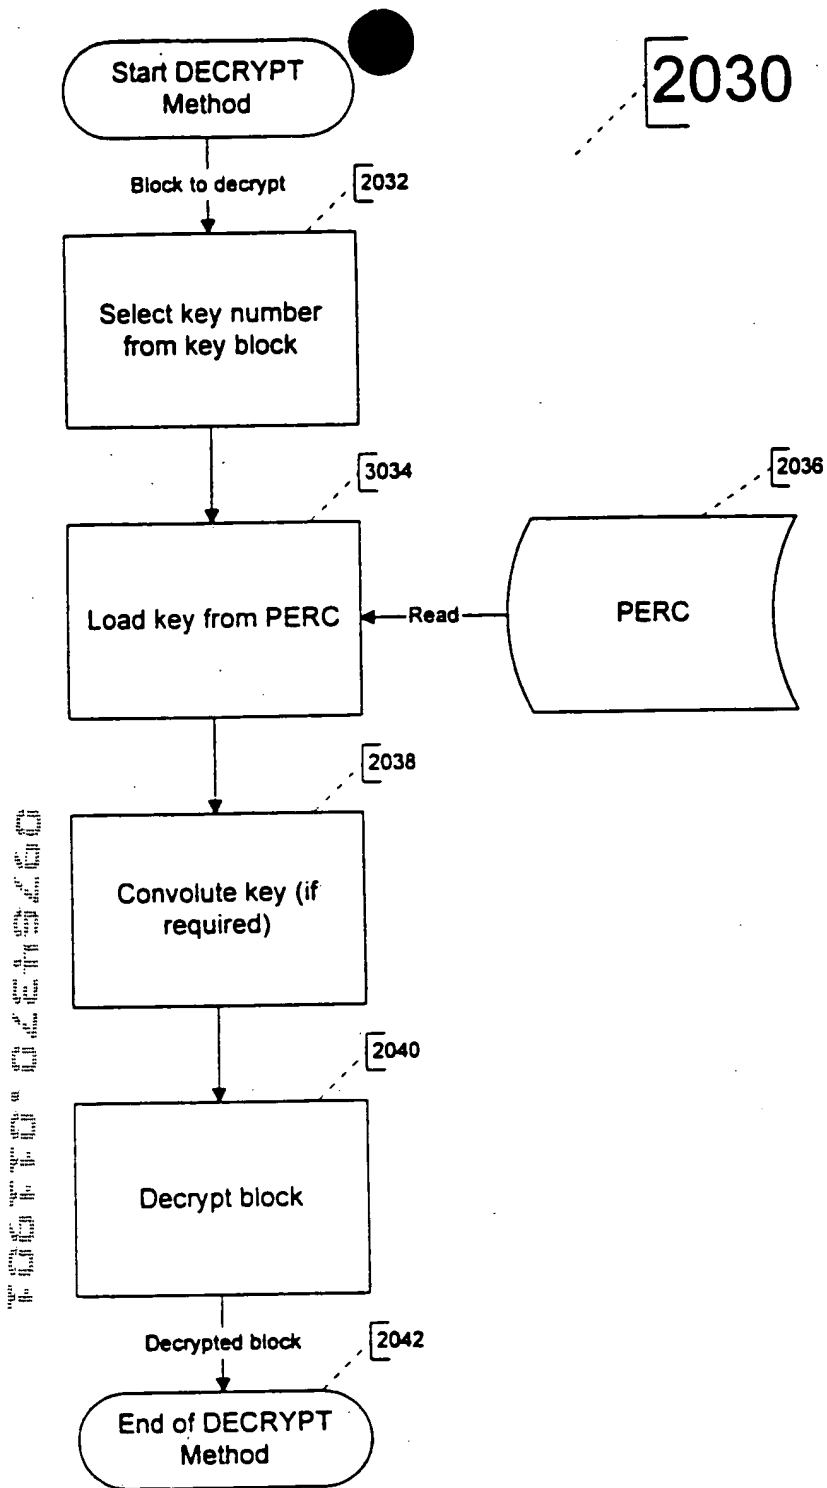 Start DECRYPT
Method
2030
Block to decrypt
2032
Select key number
from key block
3034
2036
Load key from PERC
Read
PERC
2038
Convolute key (if
required)
2040
Decrypt block
Decrypted block
2042
End of DECRYPT
Method